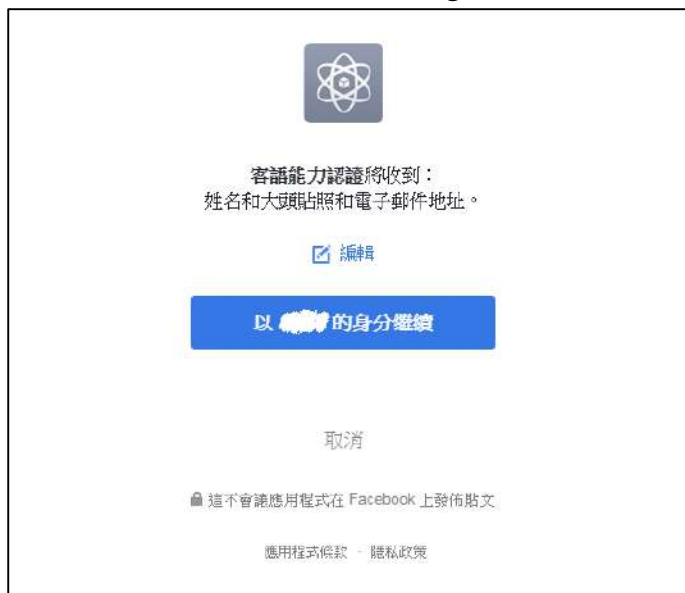 客語能力認證將收到：
姓名和大頭貼照和電子郵件地址。
編輯
以 的身分繼續
取消
這不會讓應用程式在 Facebook 上發佈貼文
應用程式條款 · 隱私政策